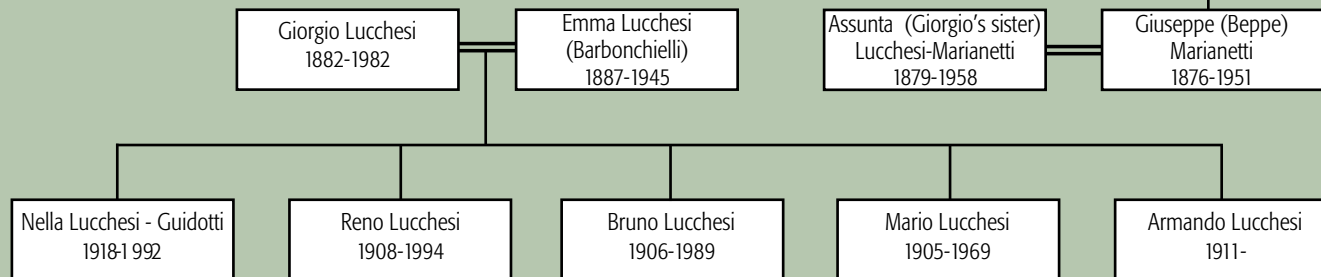 Giorgio Lucchesi
1882-1982
Emma Lucchesi
(Barbonchielli)
1887-1945
Assunta (Giorgio's sister)
Lucchesi-Marianetti
1879-1958
Giuseppe (Beppe)
Marianetti
1876-1951
Nella Lucchesi - Guidotti
1918-1992
Reno Lucchesi
1908-1994
Bruno Lucchesi
1906-1989
Mario Lucchesi
1905-1969
Armando Lucchesi
1911-